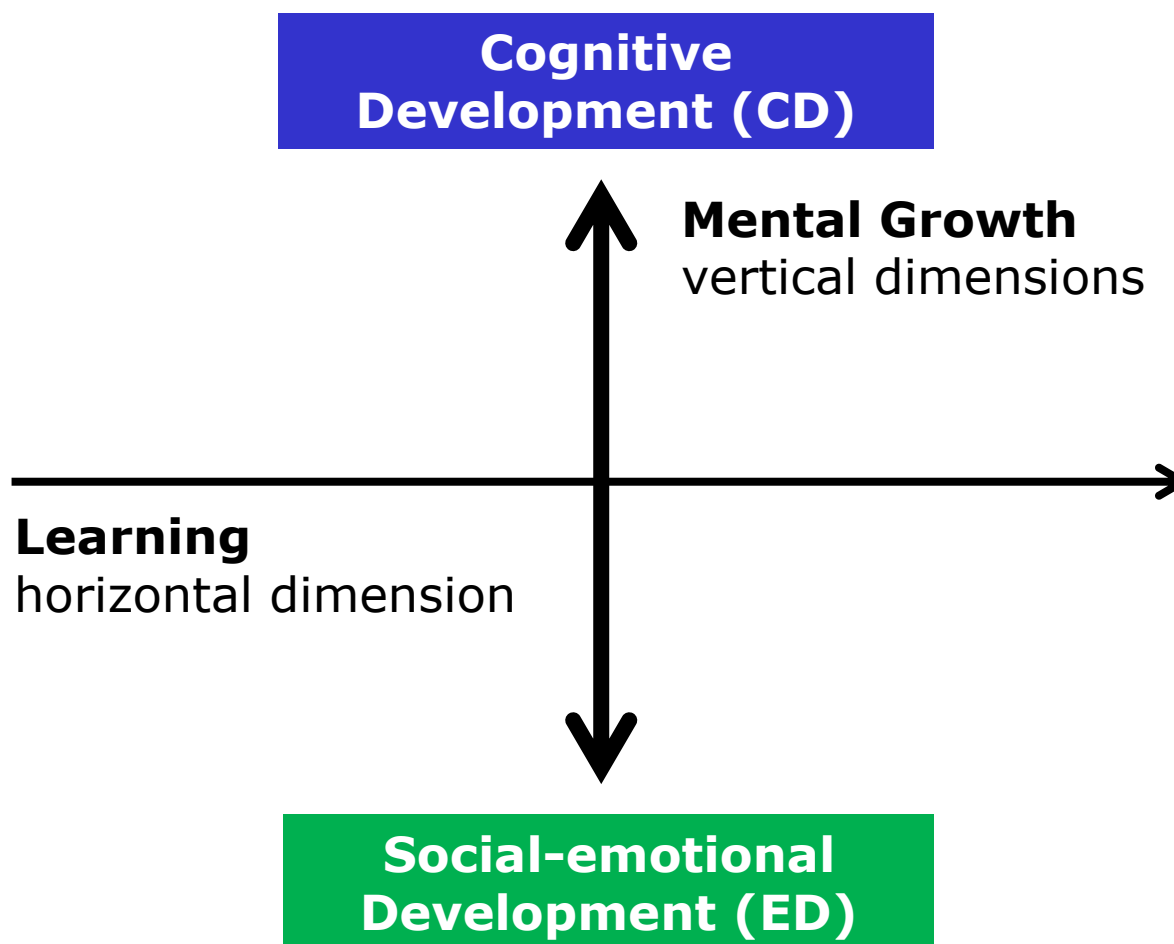 Cognitive
Development (CD)
Mental Growth
vertical dimensions
Learning
horizontal dimension
Social-emotional
Development (ED)